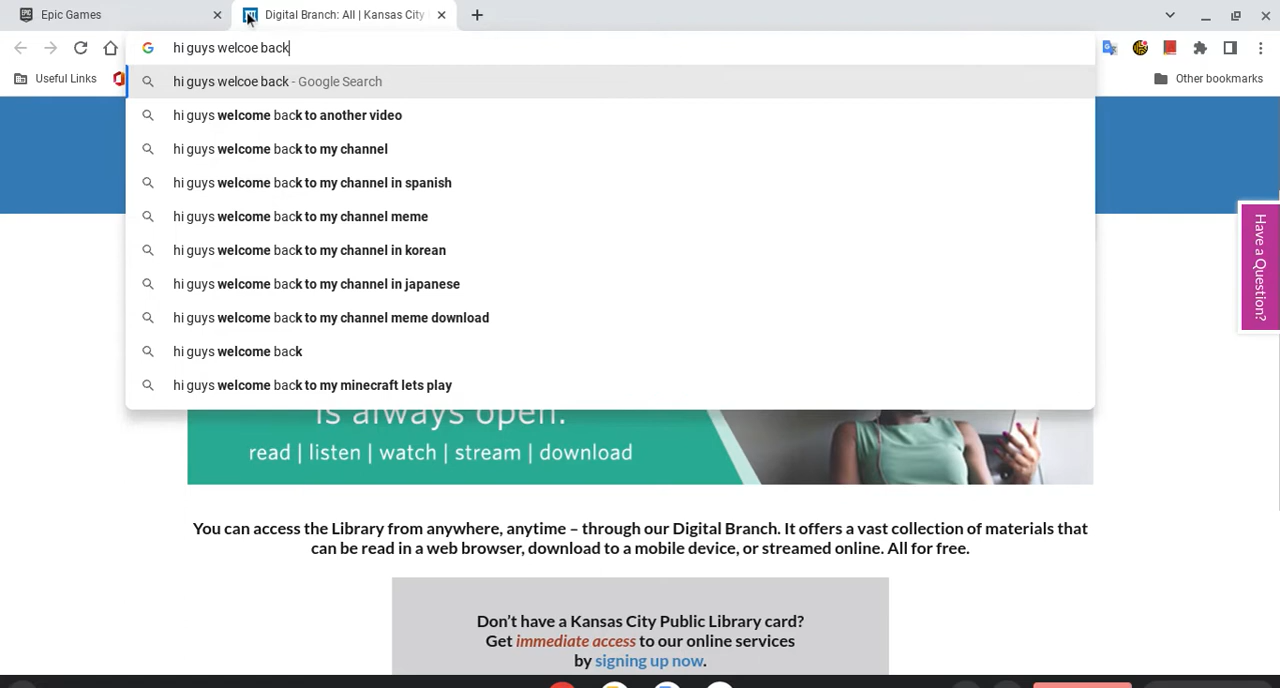 EPIC
Epic Games
Digital Branch: All | Kansas City
hi guys welcoe back
Useful Links
Other bookmarks
hi guys welcoe back - Google Search
hi guys welcome back to another video
hi guys welcome back to my channel
hi guys welcome back to my channel in spanish
hi guys welcome back to my channel meme
hi guys welcome back to my channel in korean
hi guys welcome back to my channel in japanese
hi guys welcome back to my channel meme download
hi guys welcome back
hi guys welcome back to my minecraft lets play
Have a Question?
is always open.
read | listen | watch | stream | download
You can access the Library from anywhere, anytime – through our Digital Branch. It offers a vast collection of materials that
can be read in a web browser, download to a mobile device, or streamed online. All for free.
Don’t have a Kansas City Public Library card?
Get immediate access to our online services
by signing up now.